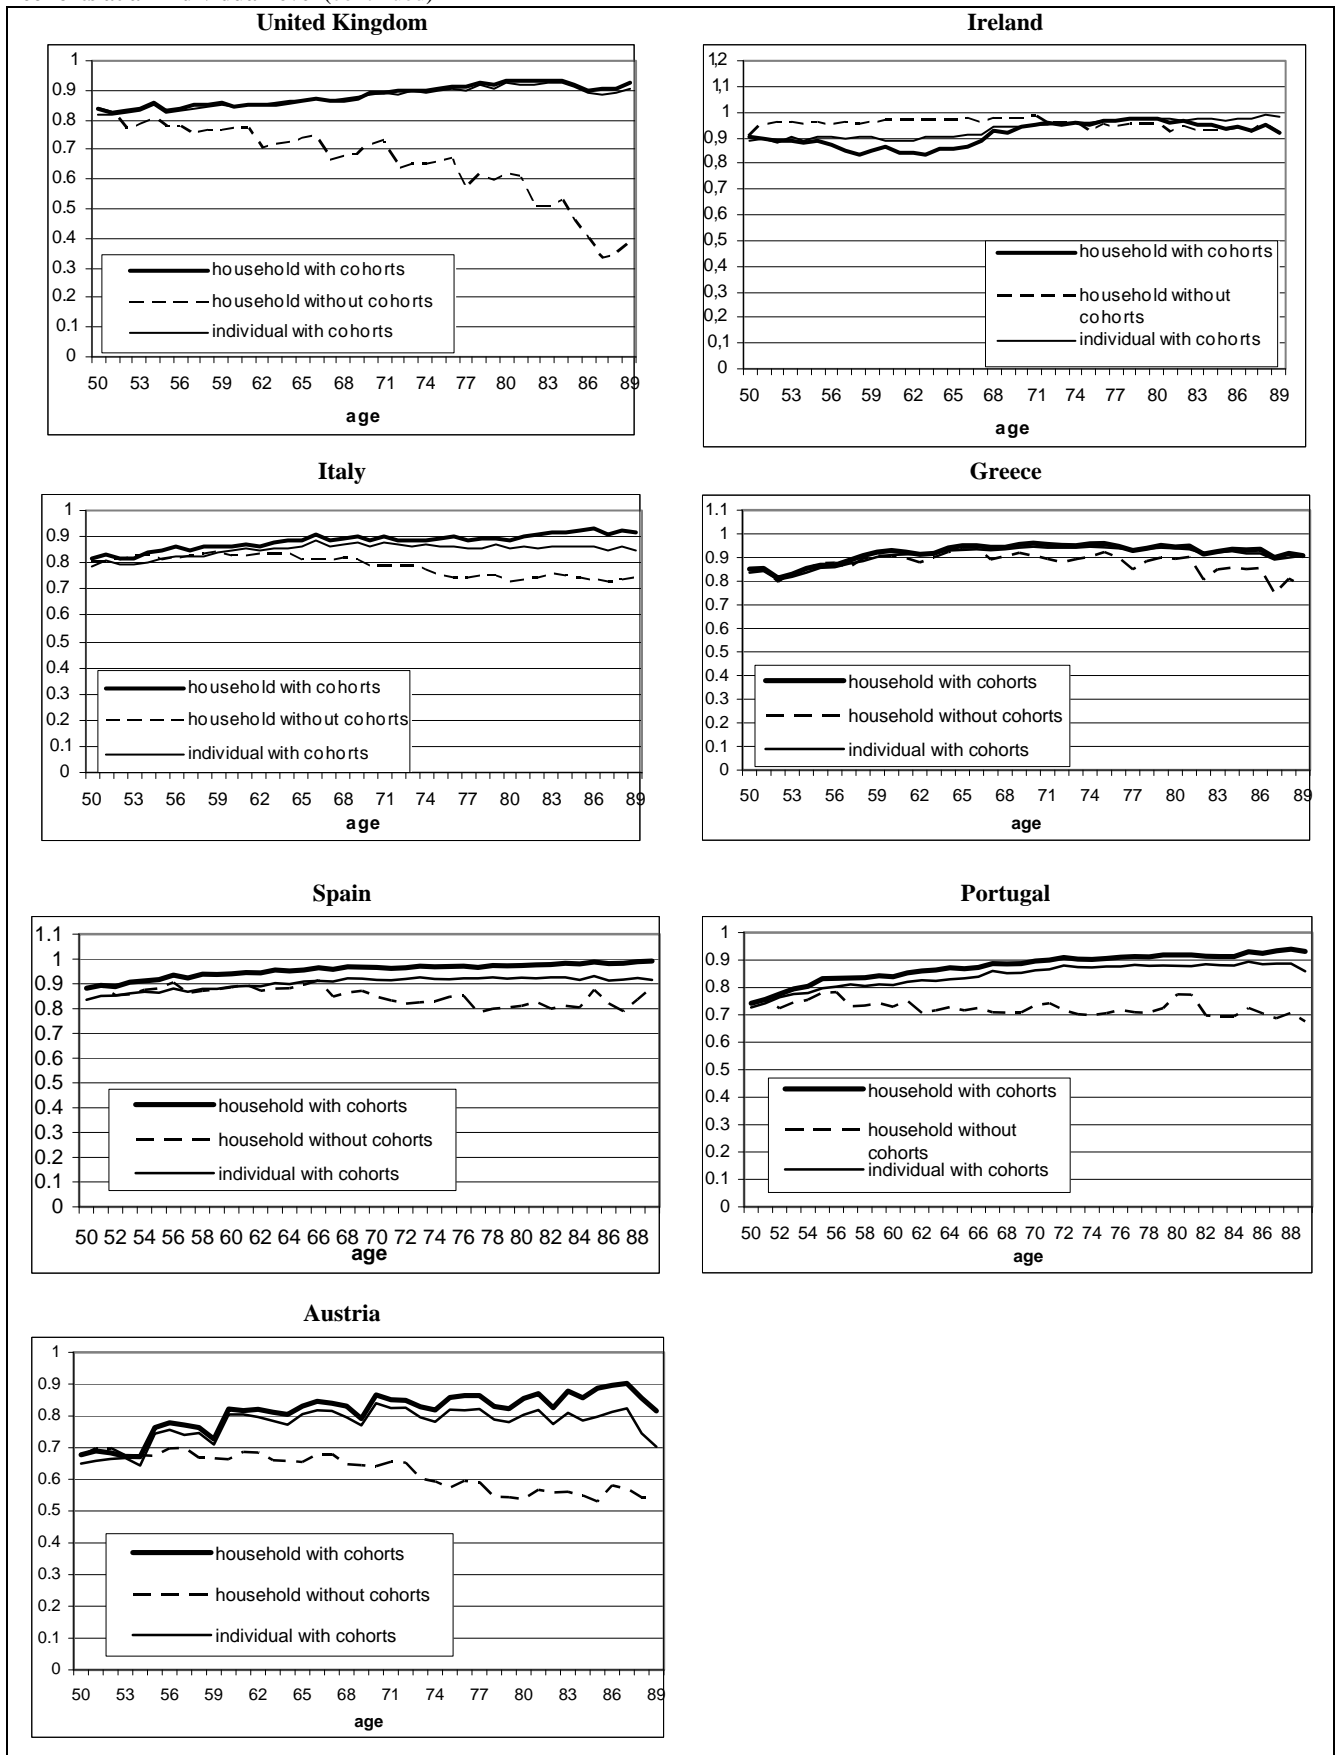 United Kingdom
1
0.9
0.8
0.7
0.6
0.5
0.4
0.3
0.2
0.1
0
household with cohorts
household without cohorts
individual with cohorts
50 53 56 59 62 65 68 71 74 77 80 83 86 89
age
Ireland
1,2
1,1
1
0,9
0,8
0,7
0,6
0,5
0,4
0,3
0,2
0,1
0
household with cohorts
household without
cohorts
individual with cohorts
50 53 56 59 62 65 68 71 74 77 80 83 86 89
age
Italy
1
0.9
0.8
0.7
0.6
0.5
0.4
0.3
0.2
0.1
0
household with cohorts
household without cohorts
individual with cohorts
50 53 56 59 62 65 68 71 74 77 80 83 86 89
age
Greece
1.1
1
0.9
0.8
0.7
0.6
0.5
0.4
0.3
0.2
0.1
0
household with cohorts
household without cohorts
individual with cohorts
50 53 56 59 62 65 68 71 74 77 80 83 86 89
age
Spain
1.1
1
0.9
0.8
0.7
0.6
0.5
0.4
0.3
0.2
0.1
0
household with cohorts
household without cohorts
individual with cohorts
50 52 54 56 58 60 62 64 66 68 70 72 74 76 78 80 82 84 86 88
age
Portugal
1
0.9
0.8
0.7
0.6
0.5
0.4
0.3
0.2
0.1
0
household with cohorts
household without
cohorts
individual with cohorts
50 52 54 56 58 60 62 64 66 68 70 72 74 76 78 80 82 84 86 88
age
Austria
1
0.9
0.8
0.7
0.6
0.5
0.4
0.3
0.2
0.1
0
household with cohorts
household without cohorts
individual with cohorts
50 53 56 59 62 65 68 71 74 77 80 83 86 89
age